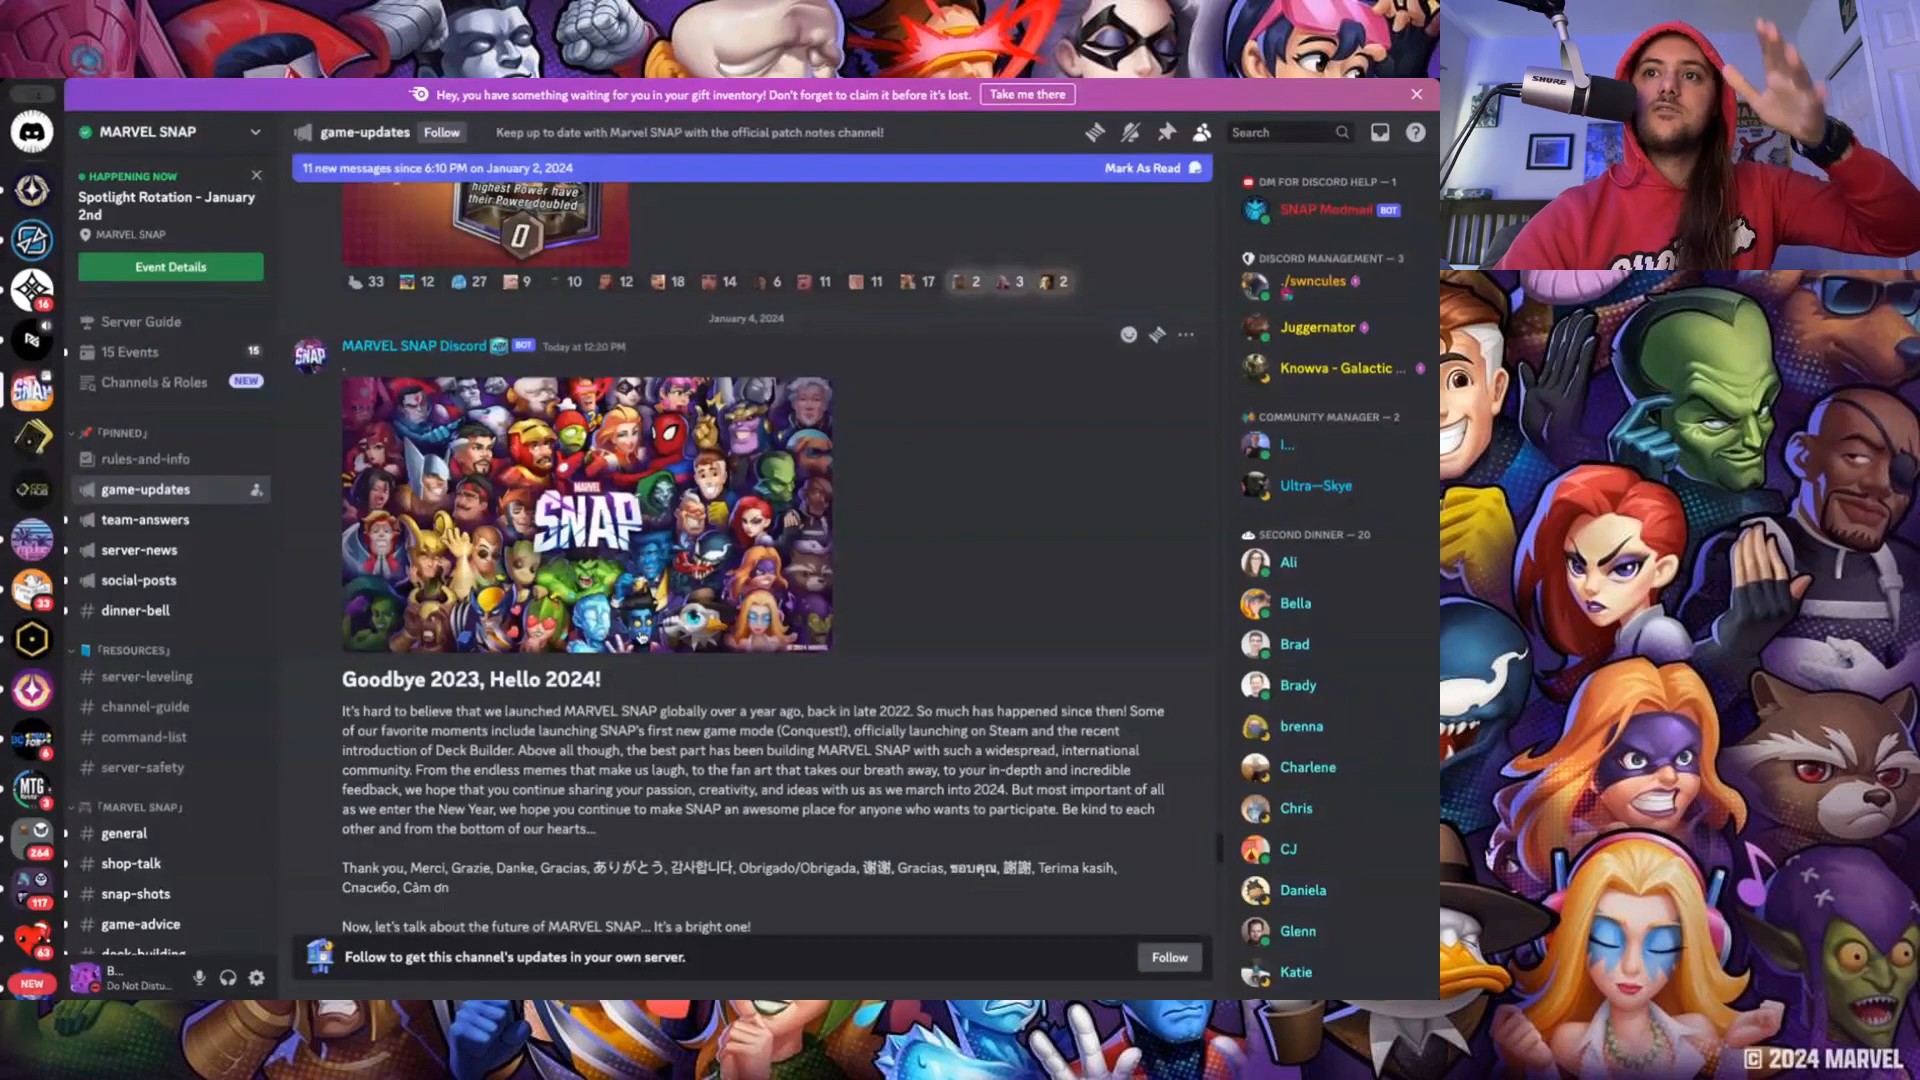 Hey, you have something waiting for you in your gift inventory! Don't forget to claim it before it's lost.
Take me there
MARVEL SNAP
HAPPENING NOW
Spotlight Rotation - January
2nd
MARVEL SNAP
Event Details
Server Guide
15 Events
15
Channels & Roles
NEW
「PINNED」
rules-and-info
game-updates
team-answers
server-news
social-posts
dinner-bell
「RESOURCES」
server-leveling
channel-guide
command-list
server-safety
「MARVEL SNAP」
general
shop-talk
snap-shots
game-advice
deck-building
B...
Do Not Distu...
16
SNAP
33
6
MTG
3
264
117
63
NEW
game-updates
Follow
Keep up to date with Marvel SNAP with the official patch notes channel!
Search
11 new messages since 6:10 PM on January 2, 2024
Mark As Read
highest Power have
their Power doubled
0
33
12
27
9
10
12
18
14
6
11
11
17
2
3
2
January 4, 2024
SNAP
MARVEL SNAP Discord
BOT
Today at 12:20 PM
.
MARVEL
SNAP
© 2024 MARVEL
Goodbye 2023, Hello 2024!
It's hard to believe that we launched MARVEL SNAP globally over a year ago, back in late 2022. So much has happened since then! Some
of our favorite moments include launching SNAP's first new game mode (Conquest!), officially launching on Steam and the recent
introduction of Deck Builder. Above all though, the best part has been building MARVEL SNAP with such a widespread, international
community. From the endless memes that make us laugh, to the fan art that takes our breath away, to your in-depth and incredible
feedback, we hope that you continue sharing your passion, creativity, and ideas with us as we march into 2024. But most important of all
as we enter the New Year, we hope you continue to make SNAP an awesome place for anyone who wants to participate. Be kind to each
other and from the bottom of our hearts...
Thank you, Merci, Grazie, Danke, Gracias, ありがとう, 감사합니다, Obrigado/Obrigada, 谢谢, Gracias, ขอบคุณ, 謝謝, Terima kasih,
Спасибо, Cảm ơn
Now, let's talk about the future of MARVEL SNAP... It's a bright one!
Follow to get this channel's updates in your own server.
Follow
DM FOR DISCORD HELP — 1
SNAP Modmail
BOT
DISCORD MANAGEMENT — 3
./swncules
Juggernator
Knowva - Galactic ...
COMMUNITY MANAGER — 2
I...
Ultra—Skye
SECOND DINNER — 20
Ali
Bella
Brad
Brady
brenna
Charlene
Chris
CJ
Daniela
Glenn
Katie
SHURE
© 2024 MARVEL